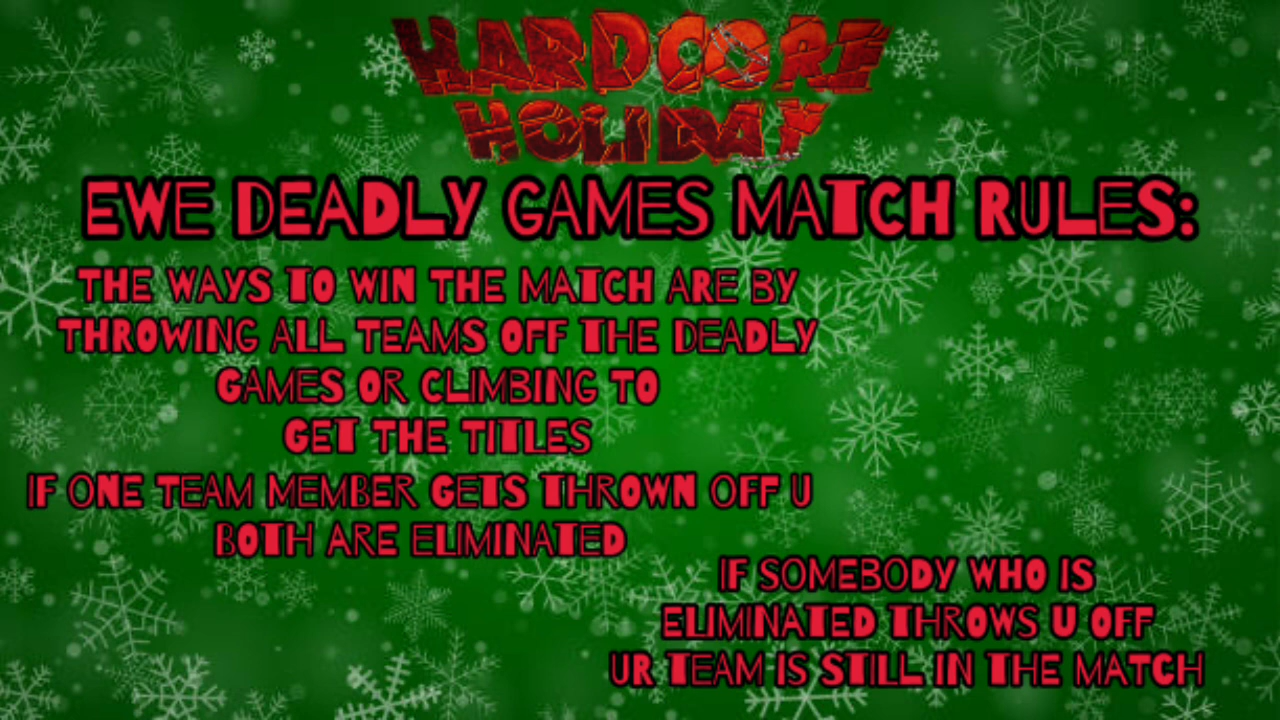 HARDCORE
HOLIDAY
EWE DEADLY GAMES MATCH RULES:
THE WAYS TO WIN THE MATCH ARE BY
THROWING ALL TEAMS OFF THE DEADLY
GAMES OR CLIMBING TO
GET THE TITLES
IF ONE TEAM MEMBER GETS THROWN OFF U
BOTH ARE ELIMINATED
IF SOMEBODY WHO IS
ELIMINATED THROWS U OFF
UR TEAM IS STILL IN THE MATCH